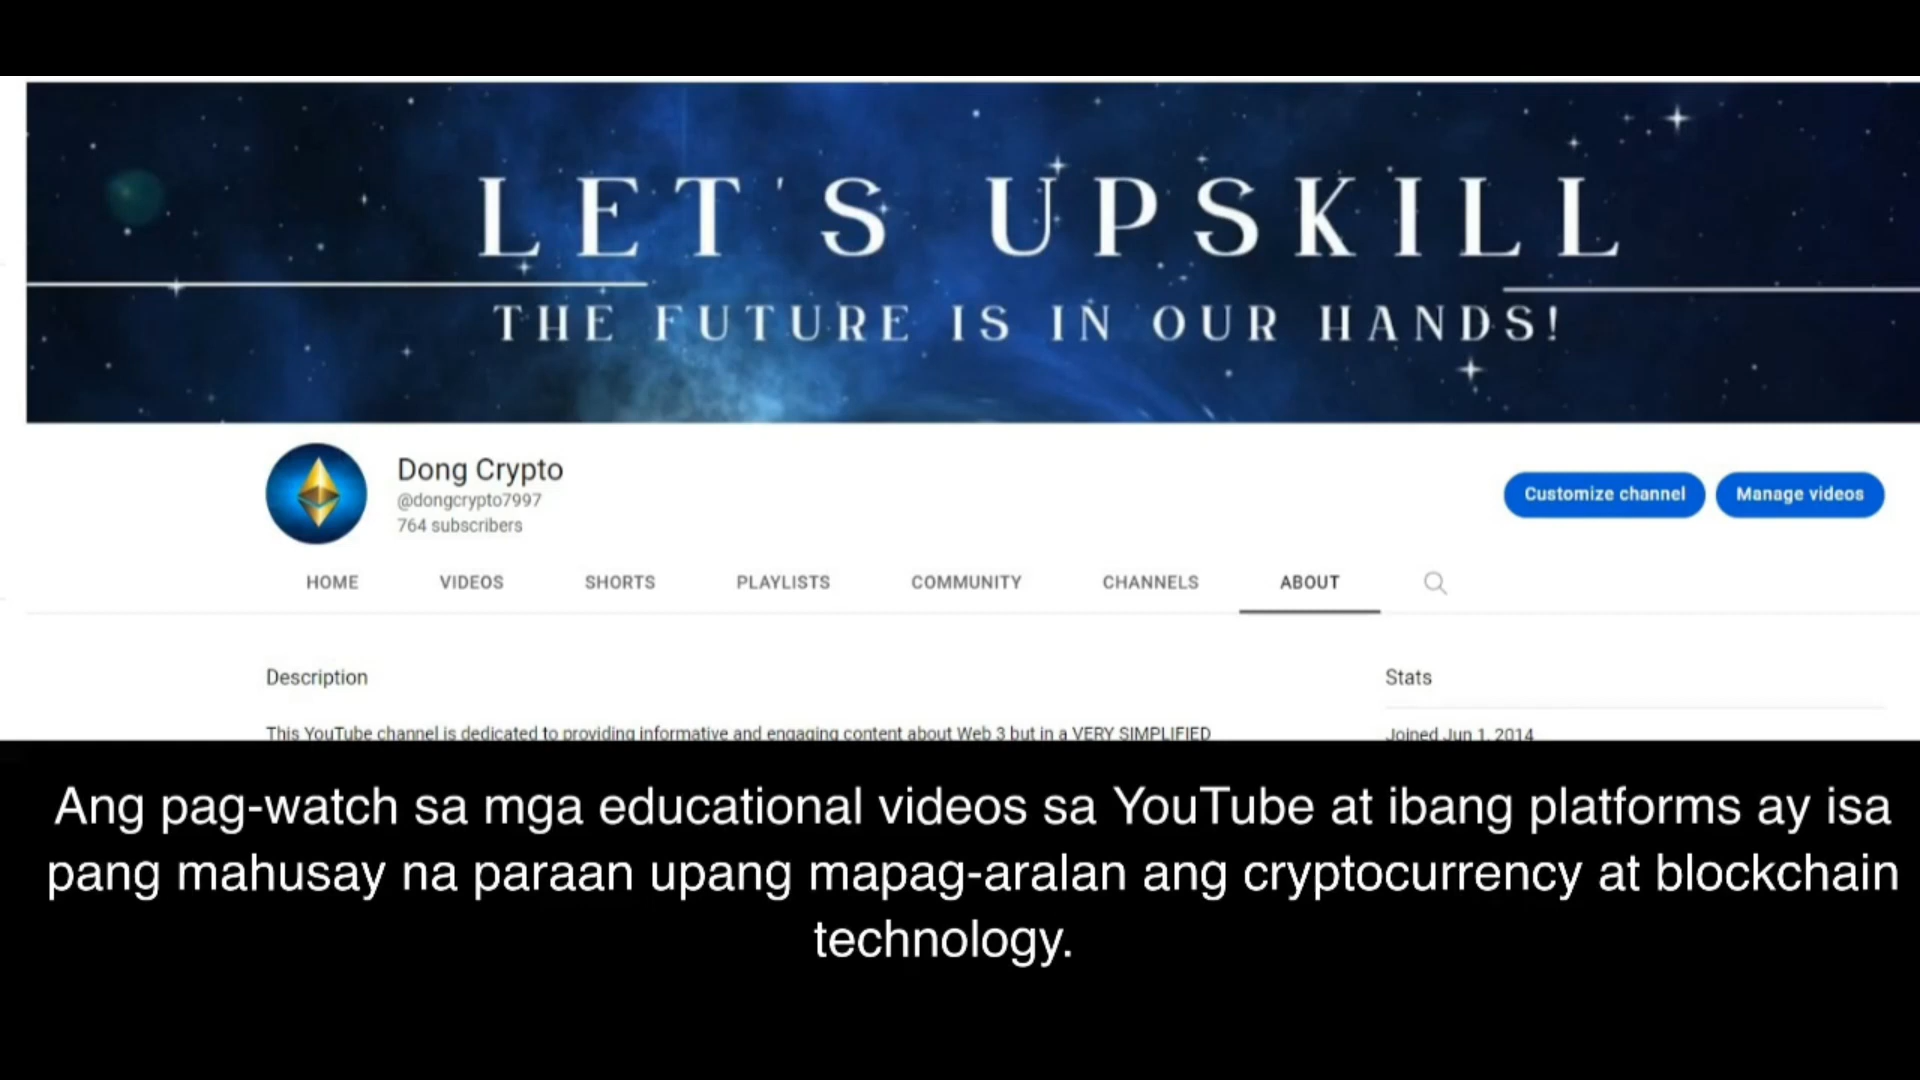 LET'S UPSKILL
THE FUTURE IS IN OUR HANDS!
Dong Crypto
@dongcrypto7997
764 subscribers
Customize channel
Manage videos
HOME
VIDEOS
SHORTS
PLAYLISTS
COMMUNITY
CHANNELS
ABOUT
Description
Stats
This YouTube channel is dedicated to providing informative and engaging content about Web 3 but in a VERY SIMPLIFIED
Joined Jun 1, 2014
Ang pag-watch sa mga educational videos sa YouTube at ibang platforms ay isa
pang mahusay na paraan upang mapag-aralan ang cryptocurrency at blockchain
technology.